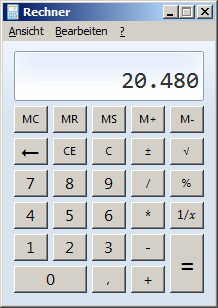 Rechner
Ansicht Bearbeiten ?
20.480
MC MR MS M+ M-
← CE C ± √
7 8 9 / %
4 5 6 * 1/x
1 2 3 - =
0 , +